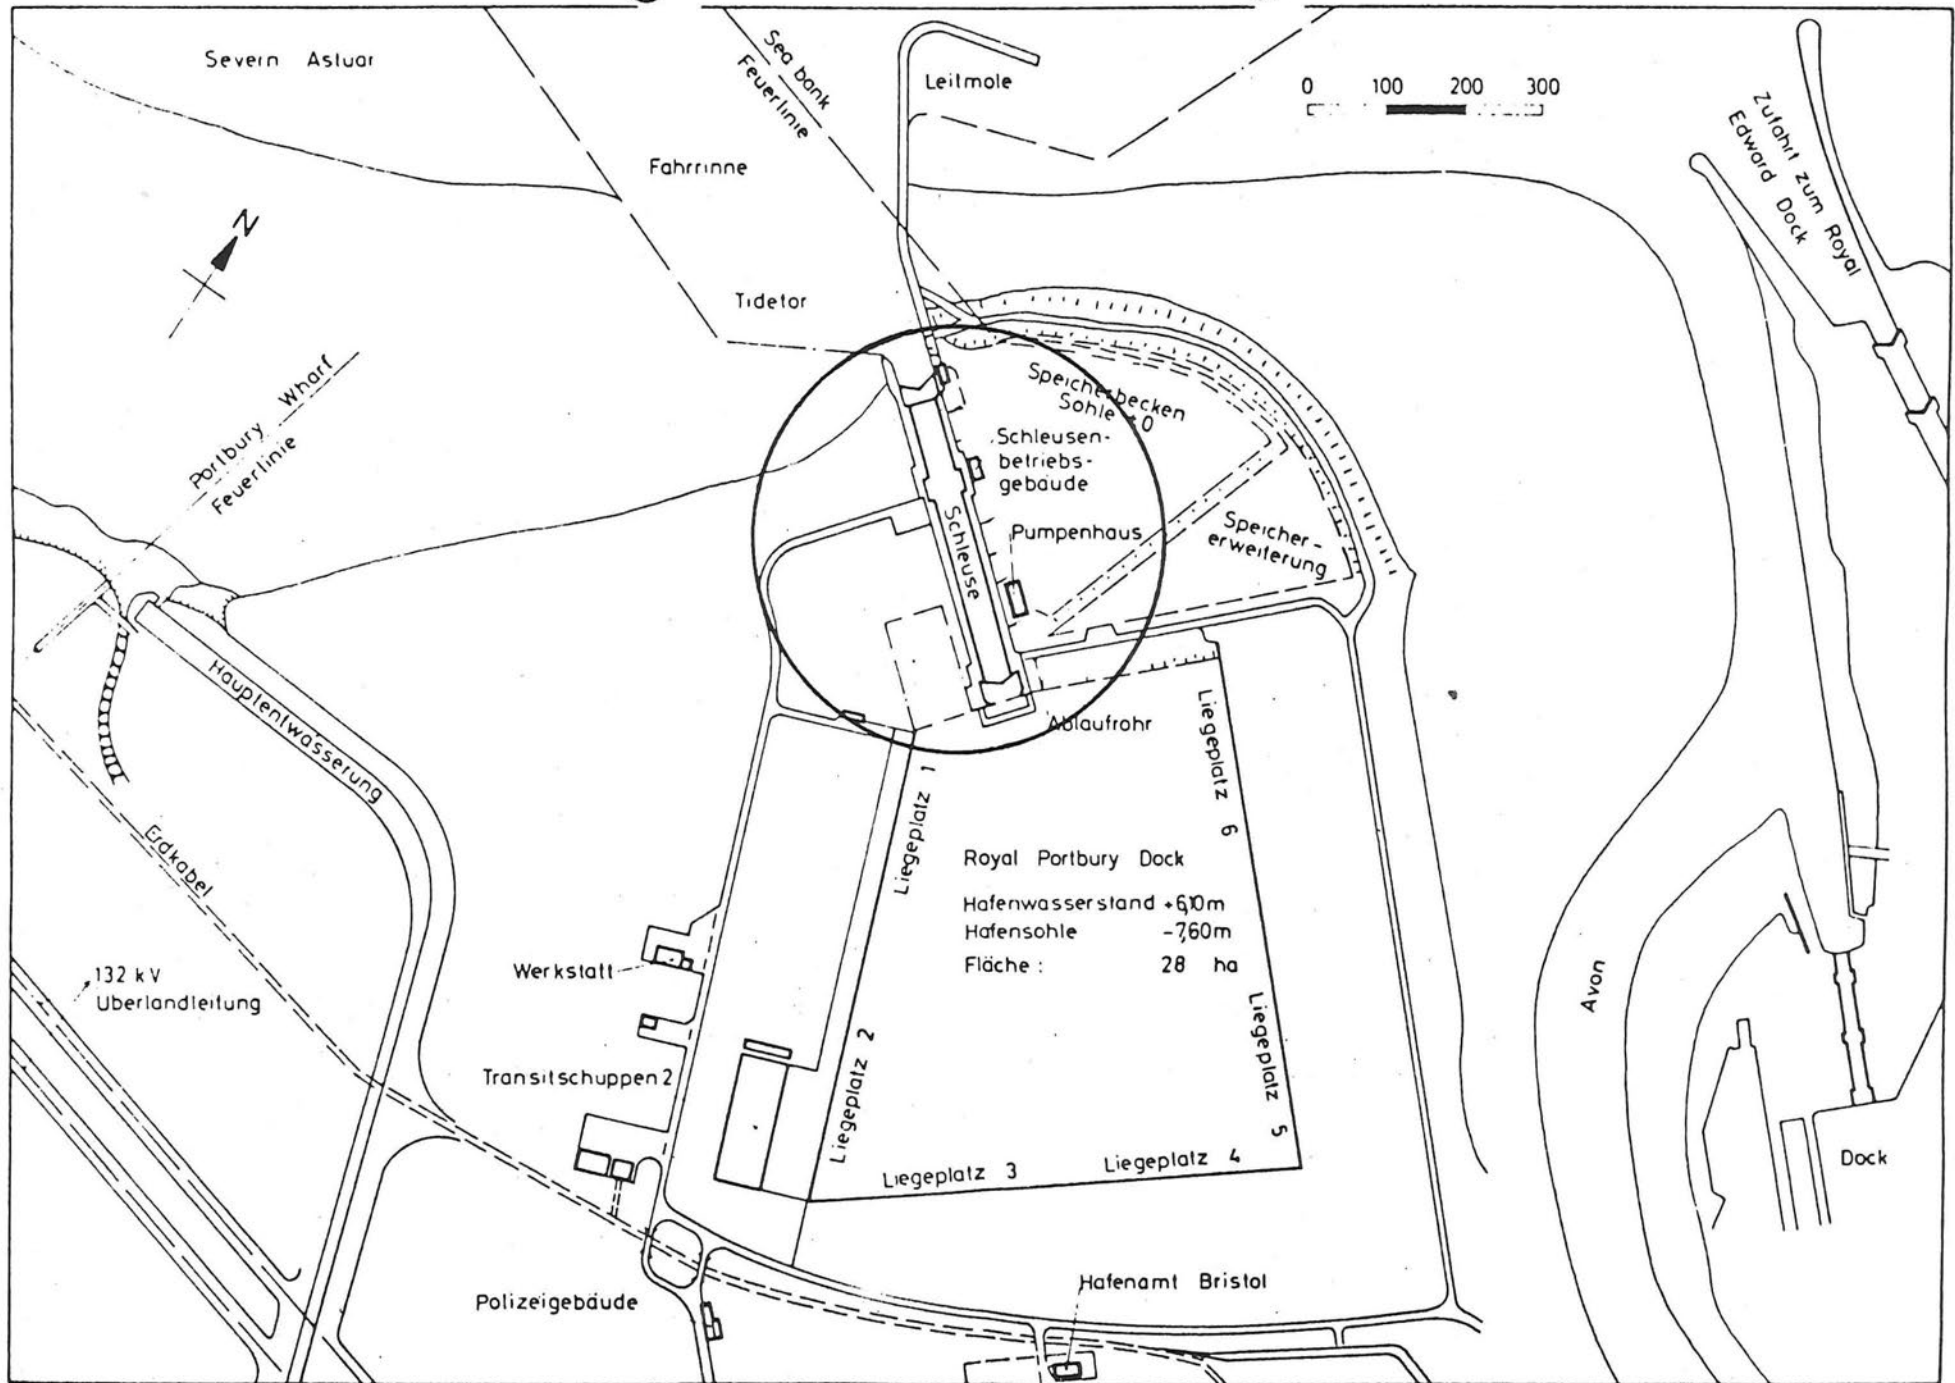 Severn Astuar
Sea bank
Feuerlinie
Leitmole
0 100 200 300
Zufahrt zum Royal
Edward Dock
Fahrrinne
N
Tidetor
Portbury Wharf
Feuerlinie
Speicherbecken
Sohle ± 0
Schleusen-
betriebs-
gebäude
Schleuse
Pumpenhaus
Speicher-
erweiterung
Hauptentwässerung
Ablaufrohr
Erdkabel
Liegeplatz 1
Liegeplatz 6
Royal Portbury Dock
Hafenwasserstand +6,10m
Hafensohle -7,60m
Fläche : 28 ha
Werkstatt
132 kV
Uberlandleitung
Avon
Liegeplatz 2
Liegeplatz 5
Transitschuppen 2
Liegeplatz 3
Liegeplatz 4
Dock
Polizeigebäude
Hafenamt Bristol